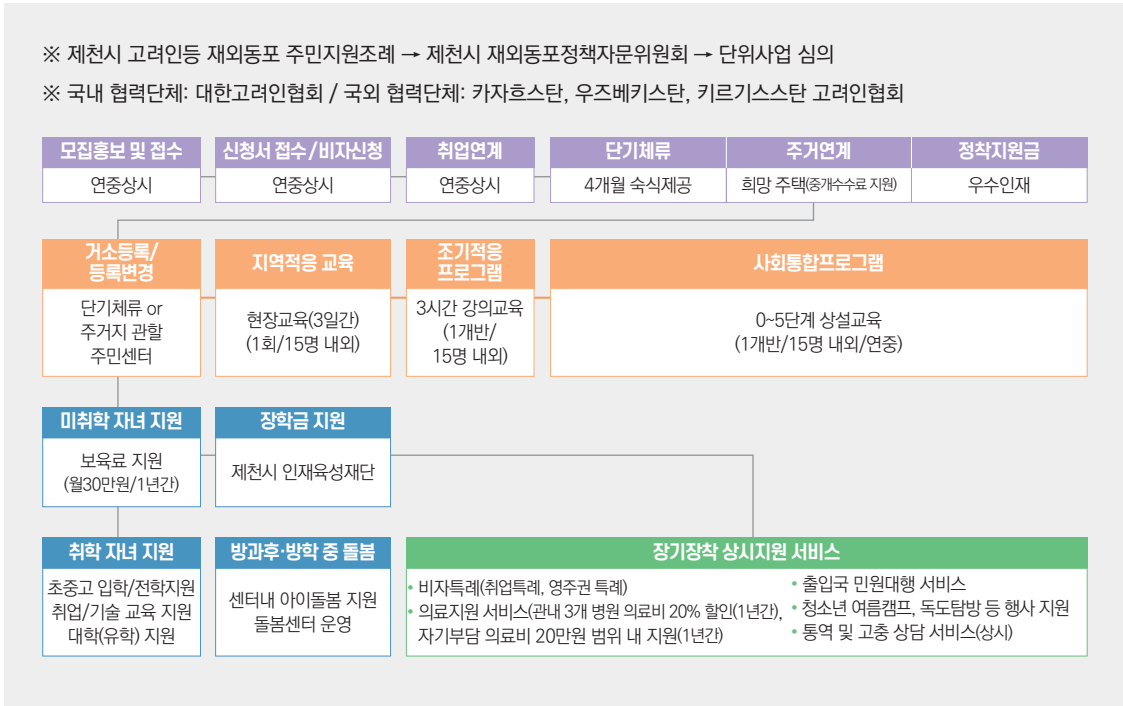 ※ 제천시 고려인등 재외동포 주민지원조례 → 제천시 재외동포정책자문위원회 → 단위사업 심의
※ 국내 협력단체: 대한고려인협회 / 국외 협력단체: 카자흐스탄, 우즈베키스탄, 키르기스스탄 고려인협회
모집홍보 및 접수
연중상시
신청서 접수/비자신청
연중상시
취업연계
연중상시
단기체류
4개월 숙식제공
주거연계
희망 주택(중개수수료 지원)
정착지원금
우수인재
거소등록/
등록변경
단기체류 or
주거지 관할
주민센터
지역적응 교육
현장교육(3일간)
(1회/15명 내외)
조기적응
프로그램
3시간 강의교육
(1개반/
15명 내외)
사회통합프로그램
0~5단계 상설교육
(1개반/15명 내외/연중)
미취학 자녀 지원
보육료 지원
(월30만원/1년간)
장학금 지원
제천시 인재육성재단
취학 자녀 지원
초중고 입학/전학지원
취업/기술 교육 지원
대학(유학) 지원
방과후·방학 중 돌봄
센터내 아이돌봄 지원
돌봄센터 운영
장기장착 상시지원 서비스
• 비자특례(취업특례, 영주권 특례)
• 의료지원 서비스(관내 3개 병원 의료비 20% 할인(1년간),
자기부담 의료비 20만원 범위 내 지원(1년간)
• 출입국 민원대행 서비스
• 청소년 여름캠프, 독도탐방 등 행사 지원
• 통역 및 고충 상담 서비스(상시)